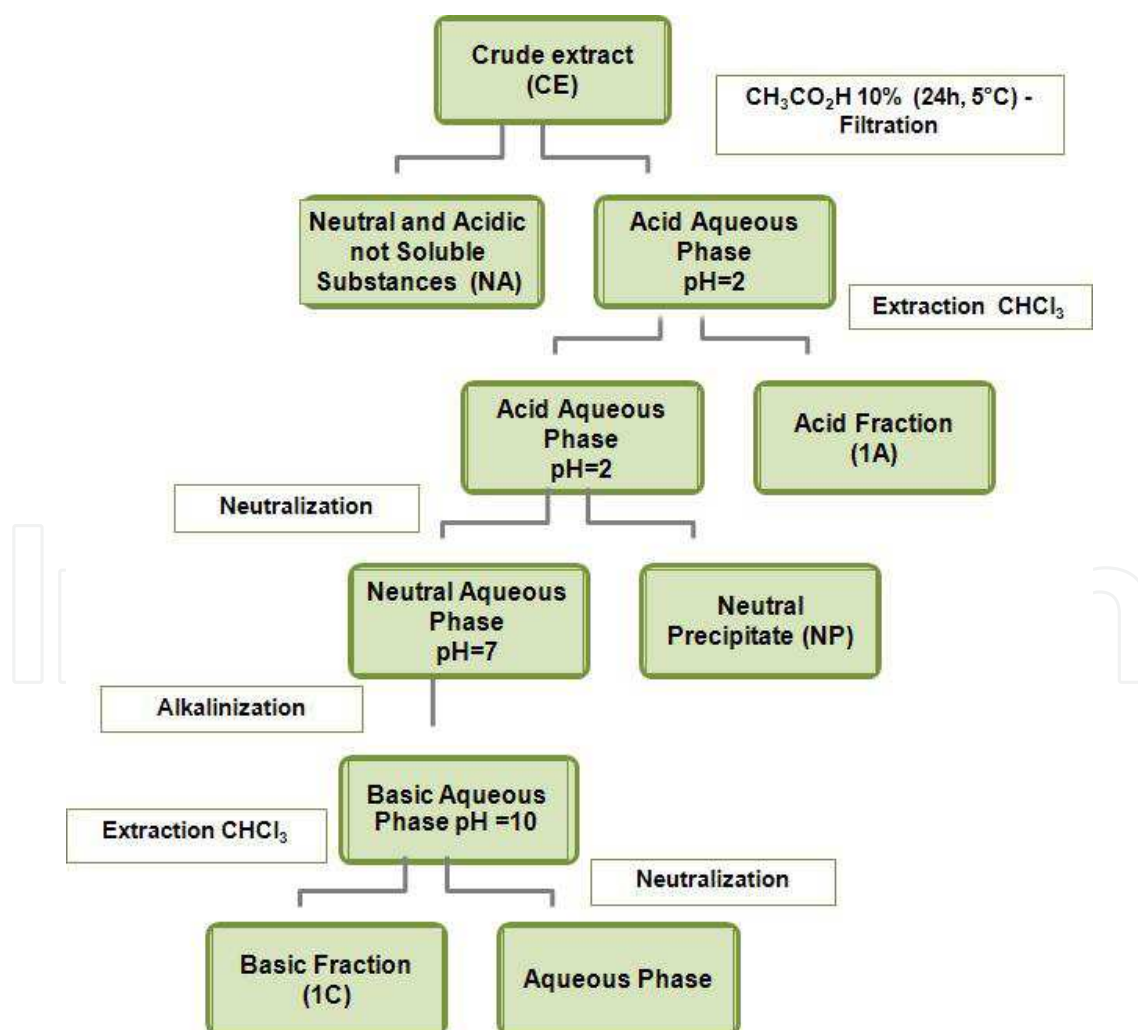 Crude extract
(CE)
CH₃CO₂H 10% (24h, 5°C) -
Filtration
Neutral and Acidic
not Soluble
Substances (NA)
Acid Aqueous
Phase
pH=2
Extraction CHCl₃
Acid Aqueous
Phase
pH=2
Acid Fraction
(1A)
Neutralization
Neutral Aqueous
Phase
pH=7
Neutral
Precipitate (NP)
Alkalinization
Basic Aqueous
Phase pH =10
Extraction CHCl₃
Neutralization
Basic Fraction
(1C)
Aqueous Phase